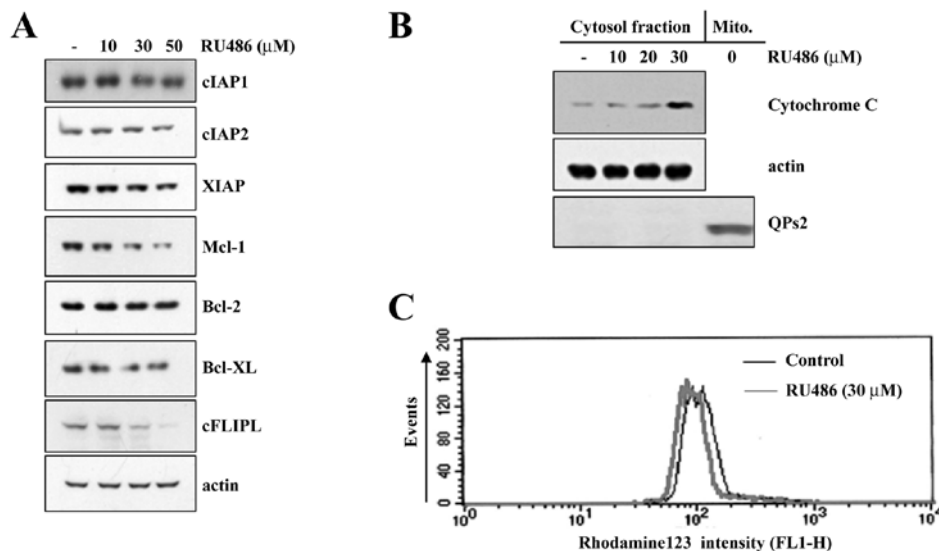 A
- 10 30 50 RU486 (µM)
cIAP1
cIAP2
XIAP
Mcl-1
Bcl-2
Bcl-XL
cFLIPL
actin
B
Cytosol fraction Mito.
- 10 20 30 0 RU486 (µM)
Cytochrome C
actin
QPs2
C
200
160
120
80
40
0
Events
Control
RU486 (30 µM)
10⁰ 10¹ 10² 10³ 10⁴
Rhodamine123 intensity (FL1-H)